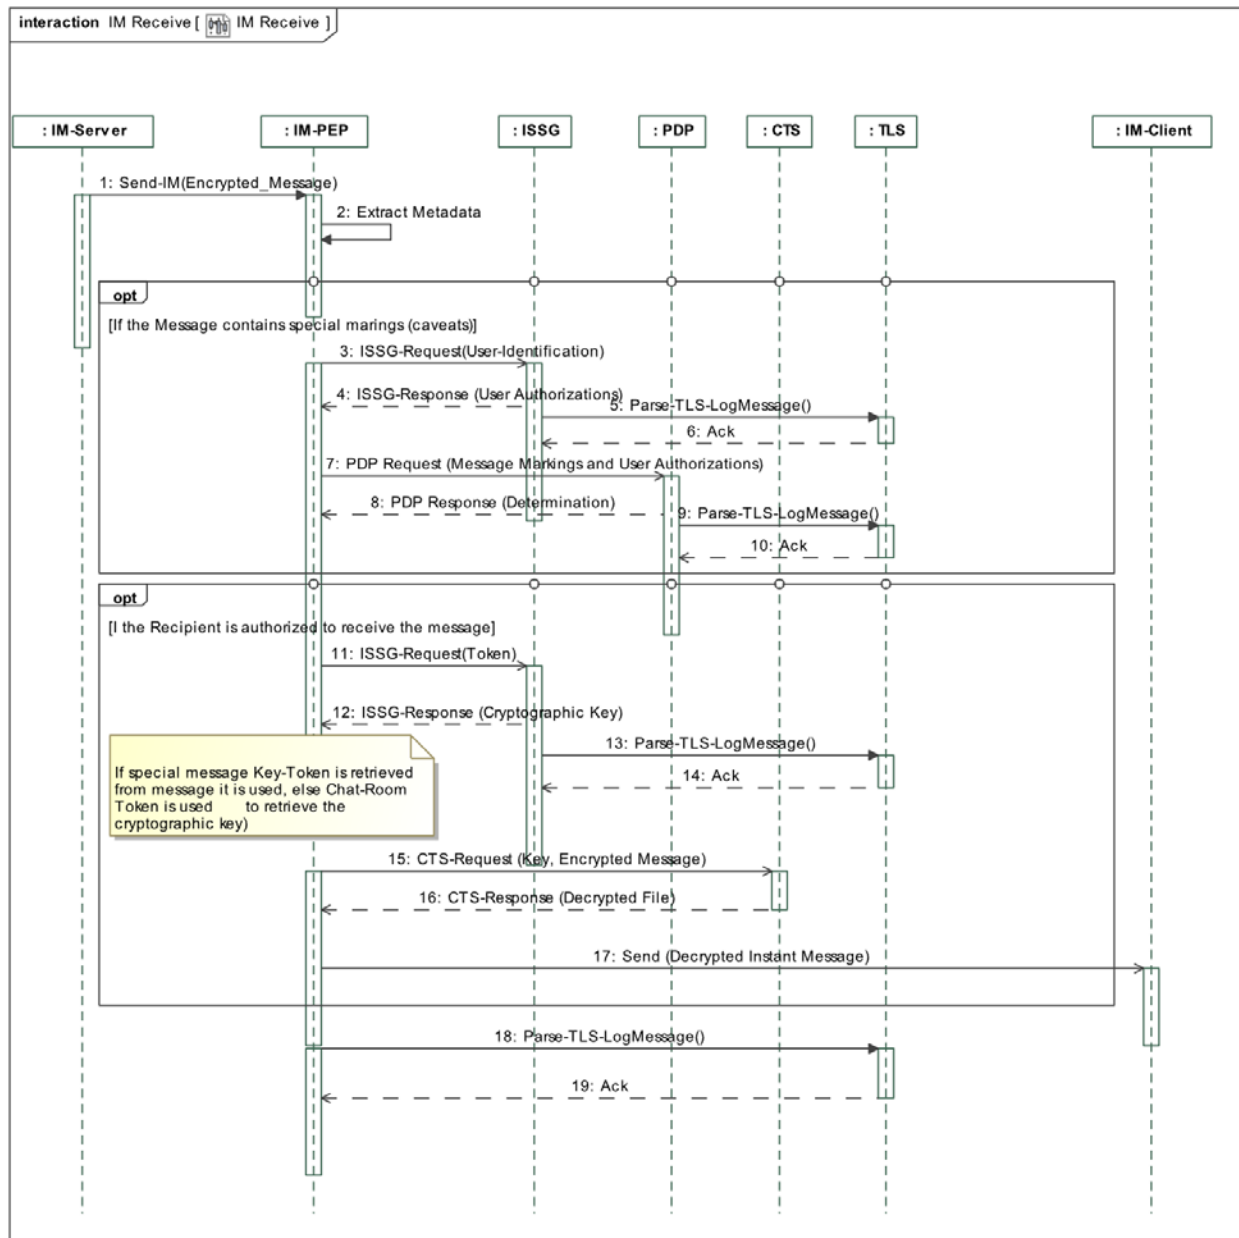 interaction IM Receive [ IM Receive ]
: IM-Server
: IM-PEP
: ISSG
: PDP
: CTS
: TLS
: IM-Client
1: Send-IM(Encrypted_Message)
2: Extract Metadata
opt
[If the Message contains special marings (caveats)]
3: ISSG-Request(User-Identification)
4: ISSG-Response (User Authorizations)
5: Parse-TLS-LogMessage()
6: Ack
7: PDP Request (Message Markings and User Authorizations)
8: PDP Response (Determination)
9: Parse-TLS-LogMessage()
10: Ack
opt
[I the Recipient is authorized to receive the message]
11: ISSG-Request(Token)
12: ISSG-Response (Cryptographic Key)
13: Parse-TLS-LogMessage()
14: Ack
If special message Key-Token is retrieved
from message it is used, else Chat-Room
Token is used to retrieve the
cryptographic key)
15: CTS-Request (Key, Encrypted Message)
16: CTS-Response (Decrypted File)
17: Send (Decrypted Instant Message)
18: Parse-TLS-LogMessage()
19: Ack